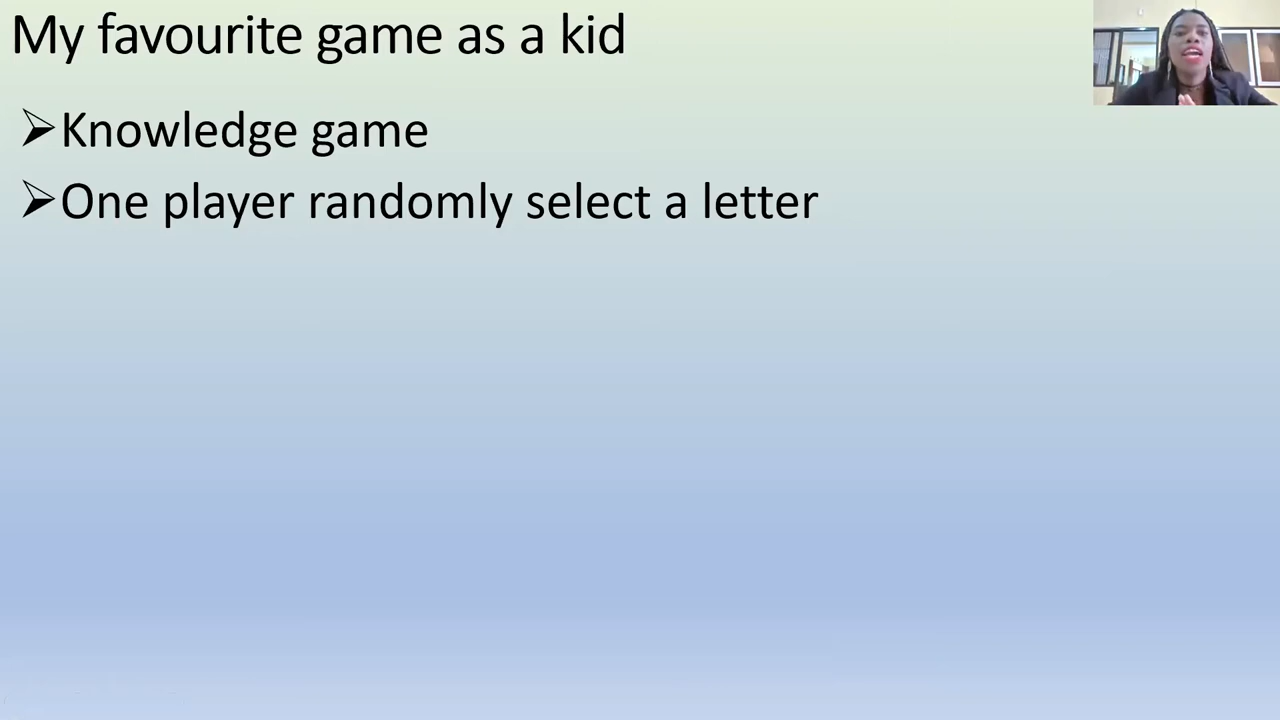 My favourite game as a kid
Knowledge game
One player randomly select a letter